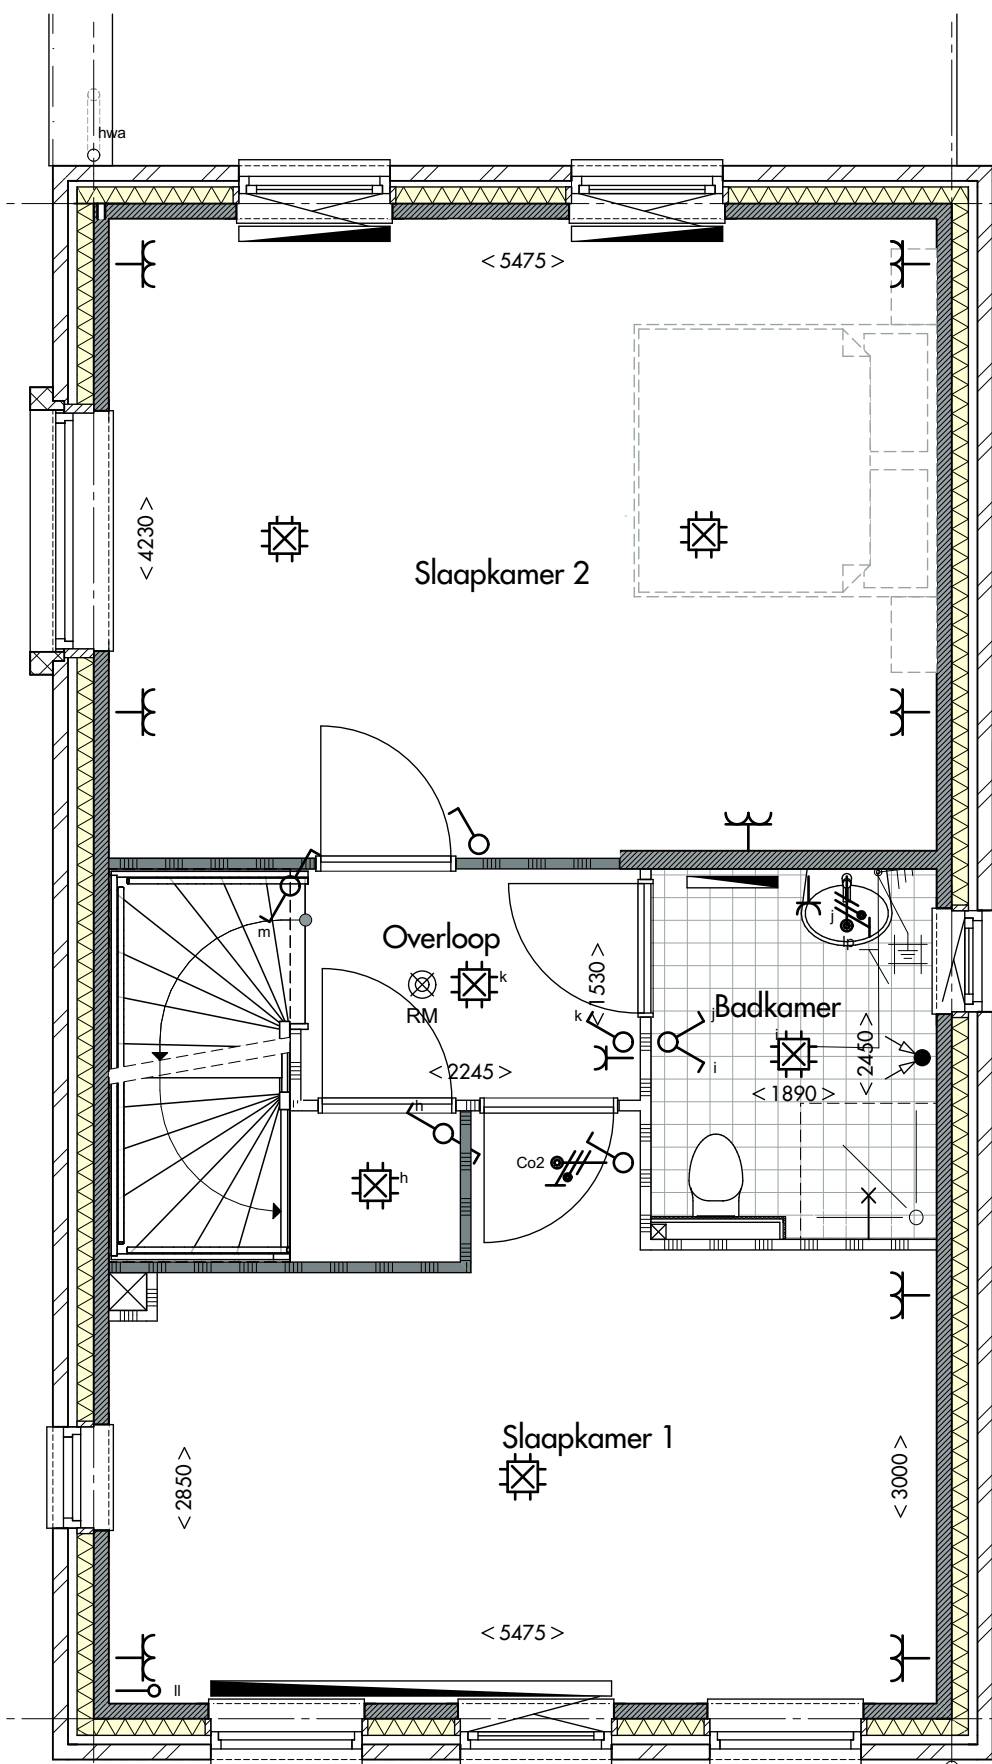 hwa
<5475>
<4230>
Slaapkamer 2
m
Overloop
k
RM
<1530>
k
<2245>
j
lp
Badkamer
j
i
i
<2450>
<1890>
h
Co2
h
Slaapkamer 1
<2850>
<3000>
<5475>
ll